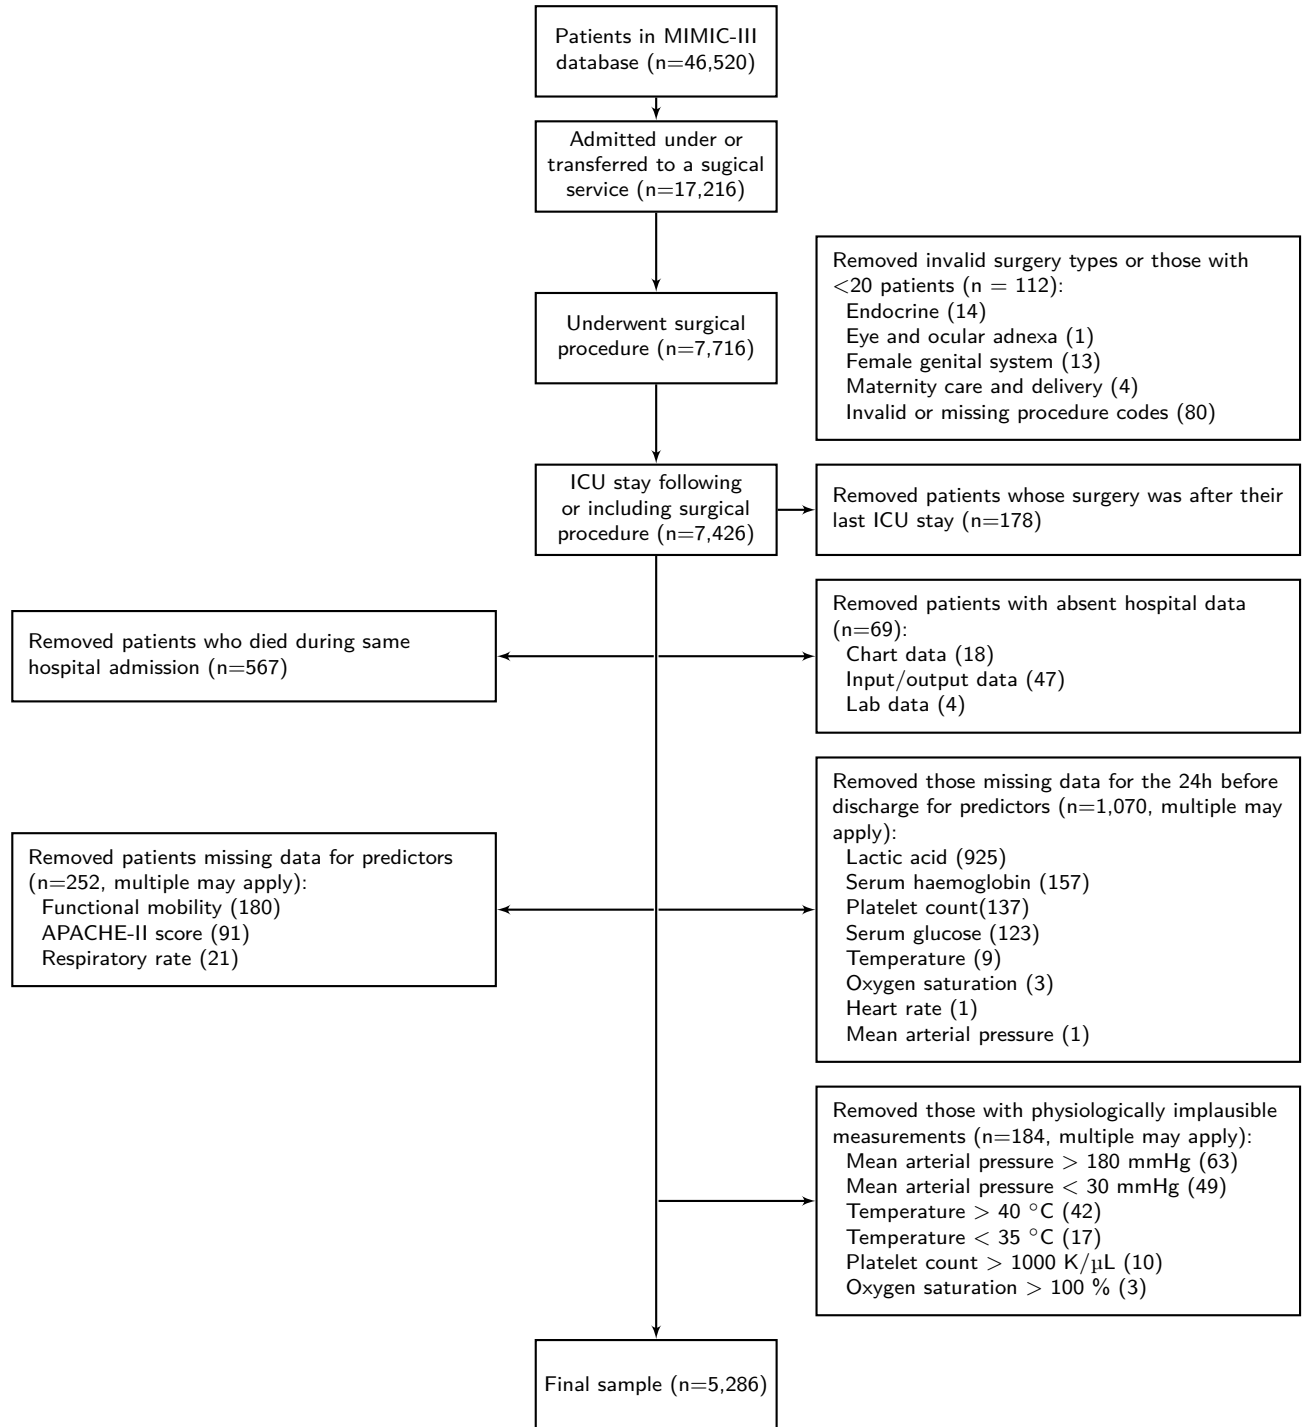 Patients in MIMIC-III
database (n=46,520)
Admitted under or
transferred to a sugical
service (n=17,216)
Removed invalid surgery types or those with
<20 patients (n = 112):
Endocrine (14)
Eye and ocular adnexa (1)
Female genital system (13)
Maternity care and delivery (4)
Invalid or missing procedure codes (80)
Underwent surgical
procedure (n=7,716)
ICU stay following
or including surgical
procedure (n=7,426)
Removed patients whose surgery was after their
last ICU stay (n=178)
Removed patients who died during same
hospital admission (n=567)
Removed patients with absent hospital data
(n=69):
Chart data (18)
Input/output data (47)
Lab data (4)
Removed patients missing data for predictors
(n=252, multiple may apply):
Functional mobility (180)
APACHE-II score (91)
Respiratory rate (21)
Removed those missing data for the 24h before
discharge for predictors (n=1,070, multiple may
apply):
Lactic acid (925)
Serum haemoglobin (157)
Platelet count(137)
Serum glucose (123)
Temperature (9)
Oxygen saturation (3)
Heart rate (1)
Mean arterial pressure (1)
Removed those with physiologically implausible
measurements (n=184, multiple may apply):
Mean arterial pressure > 180 mmHg (63)
Mean arterial pressure < 30 mmHg (49)
Temperature > 40 °C (42)
Temperature < 35 °C (17)
Platelet count > 1000 K/µL (10)
Oxygen saturation > 100 % (3)
Final sample (n=5,286)